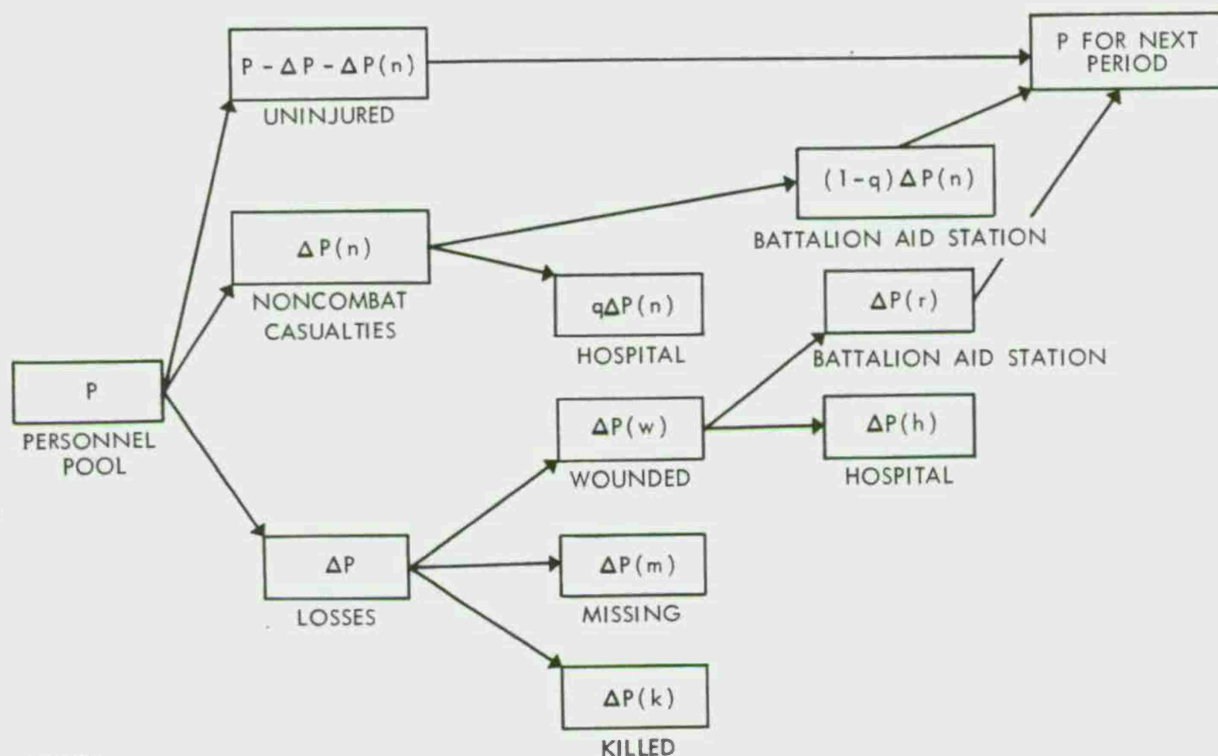 P - ΔP - ΔP(n)
UNINJURED
P FOR NEXT
PERIOD
(1-q)ΔP(n)
BATTALION AID STATION
ΔP(n)
NONCOMBAT
CASUALTIES
qΔP(n)
HOSPITAL
ΔP(r)
BATTALION AID STATION
P
PERSONNEL
POOL
ΔP(w)
WOUNDED
ΔP(h)
HOSPITAL
ΔP
LOSSES
ΔP(m)
MISSING
ΔP(k)
KILLED